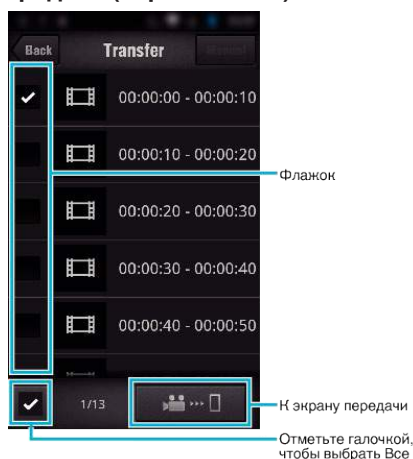 Back
Transfer
00:00:00 - 00:00:10
00:00:10 - 00:00:20
Флажок
00:00:20 - 00:00:30
00:00:30 - 00:00:40
00:00:40 - 00:00:50
1/13
К экрану передачи
Отметьте галочкой,
чтобы выбрать Все